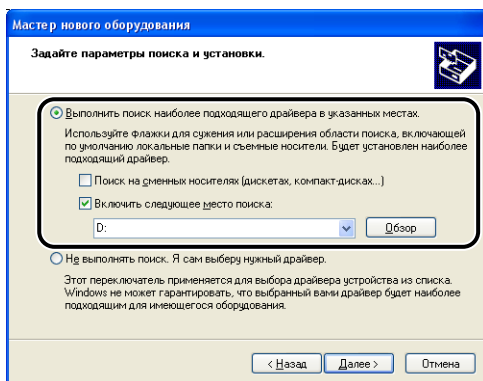 Мастер нового оборудования
Задайте параметры поиска и установки.
Выполнить поиск наиболее подходящего драйвера в указанных местах.
Используйте флажки для сужения или расширения области поиска, включающей
по умолчанию локальные папки и съемные носители. Будет установлен наиболее
подходящий драйвер.
Поиск на сменных носителях (дискетах, компакт-дисках...)
Включить следующее место поиска:
D:
Обзор
Не выполнять поиск. Я сам выберу нужный драйвер.
Этот переключатель применяется для выбора драйвера устройства из списка.
Windows не может гарантировать, что выбранный вами драйвер будет наиболее
подходящим для имеющегося оборудования.
< Назад
Далее >
Отмена